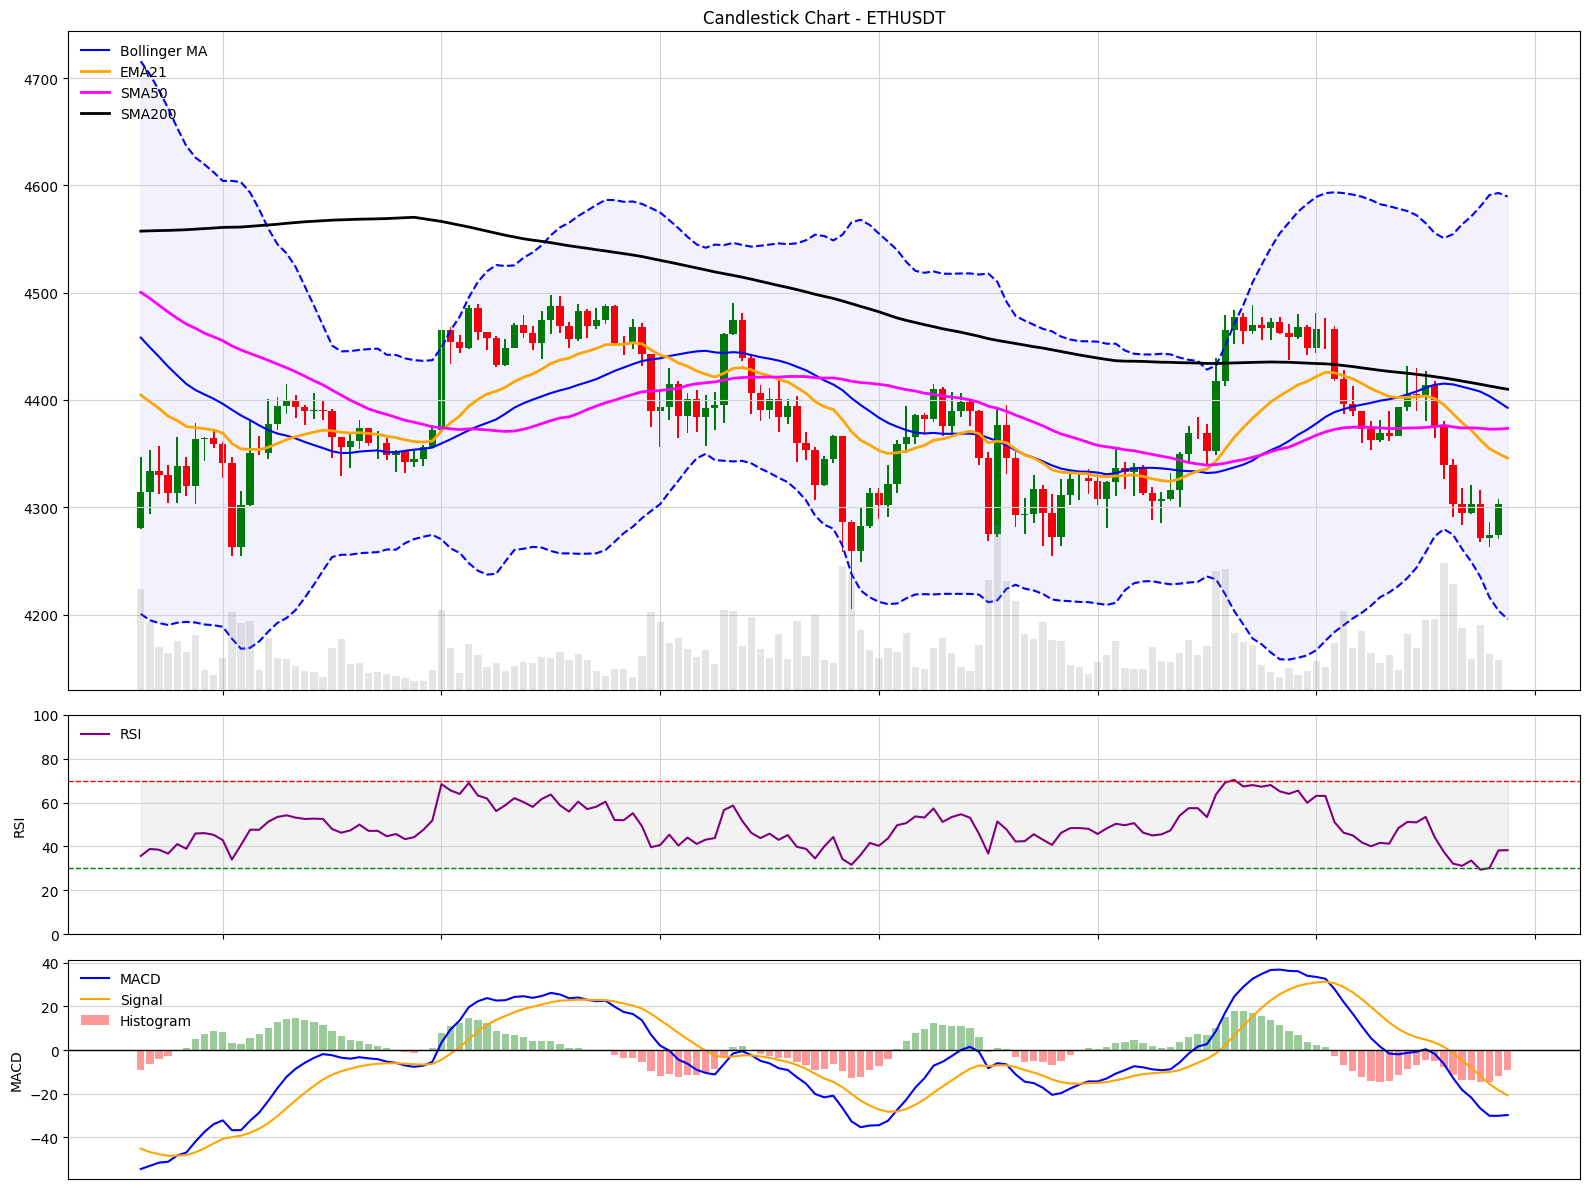 Candlestick Chart - ETHUSDT
Bollinger MA
EMA21
SMA50
SMA200
4700
4600
4500
4400
4300
4200
RSI
100
80
60
40
20
0
RSI
MACD
Signal
Histogram
40
20
0
−20
−40
MACD